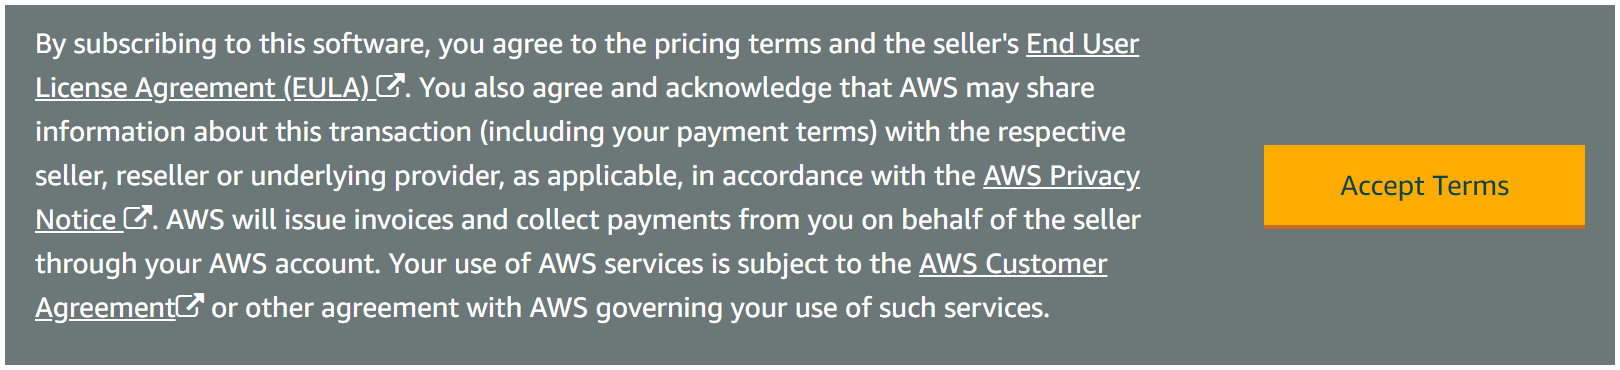 By subscribing to this software, you agree to the pricing terms and the seller's End User
License Agreement (EULA). You also agree and acknowledge that AWS may share
information about this transaction (including your payment terms) with the respective
seller, reseller or underlying provider, as applicable, in accordance with the AWS Privacy
Notice. AWS will issue invoices and collect payments from you on behalf of the seller
through your AWS account. Your use of AWS services is subject to the AWS Customer
Agreement or other agreement with AWS governing your use of such services.
Accept Terms